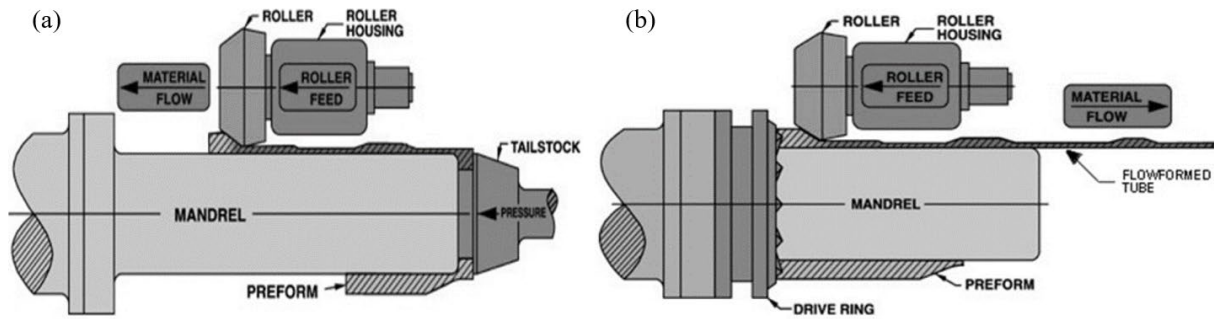 (a)
ROLLER
ROLLER
HOUSING
MATERIAL
FLOW
ROLLER
FEED
TAILSTOCK
MANDREL
PRESSURE
PREFORM
(b)
ROLLER
ROLLER
HOUSING
ROLLER
FEED
MATERIAL
FLOW
FLOWFORMED
TUBE
MANDREL
PREFORM
DRIVE RING